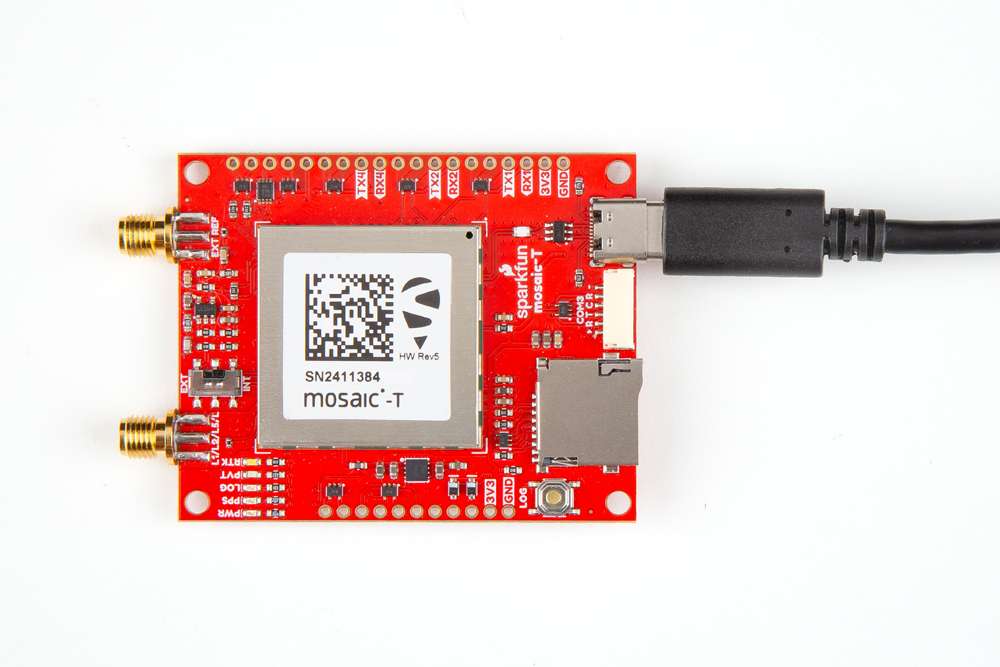 TX4
RX4
TX2
RX2
TX1
RX1
3V3
GND
EXT REF
sparkfun
mosaic-T
COM3
-RTCR-
HW Rev5
SN2411384
mosaic-T
EXT
INT
L1/L2/L5/L
RTK
PVT
LOG
PPS
PWR
3V3
GND
LOG